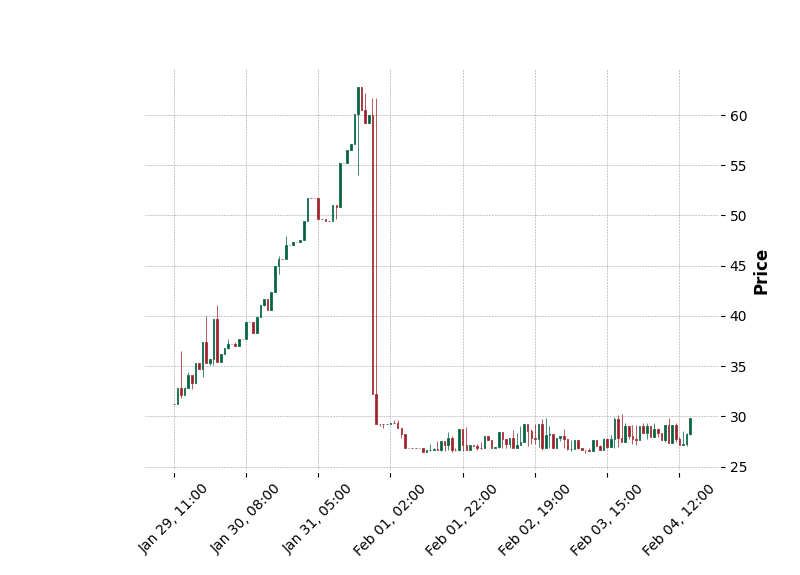 60
55
50
45
40
35
30
25
Price
Jan 29, 11:00
Jan 30, 08:00
Jan 31, 05:00
Feb 01, 02:00
Feb 01, 22:00
Feb 02, 19:00
Feb 03, 15:00
Feb 04, 12:00